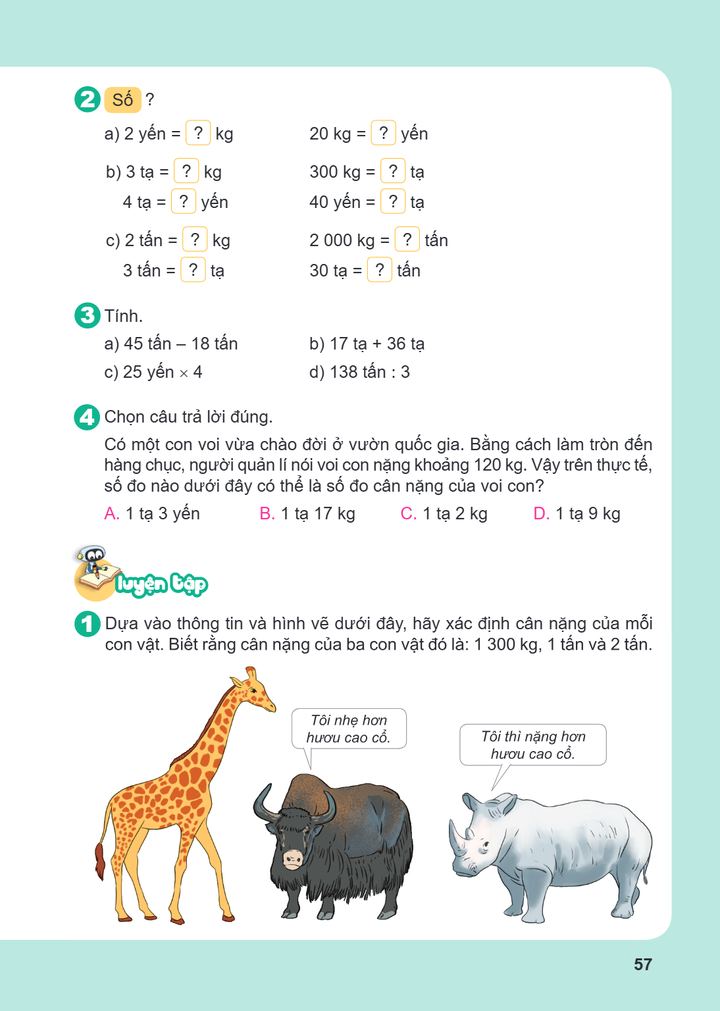 2 Số ?
a) 2 yến = ? kg 20 kg = ? yến
b) 3 tạ = ? kg 300 kg = ? tạ
4 tạ = ? yến 40 yến = ? tạ
c) 2 tấn = ? kg 2 000 kg = ? tấn
3 tấn = ? tạ 30 tạ = ? tấn
3 Tính.
a) 45 tấn – 18 tấn b) 17 tạ + 36 tạ
c) 25 yến × 4 d) 138 tấn : 3
4 Chọn câu trả lời đúng.
Có một con voi vừa chào đời ở vườn quốc gia. Bằng cách làm tròn đến
hàng chục, người quản lí nói voi con nặng khoảng 120 kg. Vậy trên thực tế,
số đo nào dưới đây có thể là số đo cân nặng của voi con?
A. 1 tạ 3 yến B. 1 tạ 17 kg C. 1 tạ 2 kg D. 1 tạ 9 kg
luyện tập
1 Dựa vào thông tin và hình vẽ dưới đây, hãy xác định cân nặng của mỗi
con vật. Biết rằng cân nặng của ba con vật đó là: 1 300 kg, 1 tấn và 2 tấn.
Tôi nhẹ hơn
hươu cao cổ.
Tôi thì nặng hơn
hươu cao cổ.
57